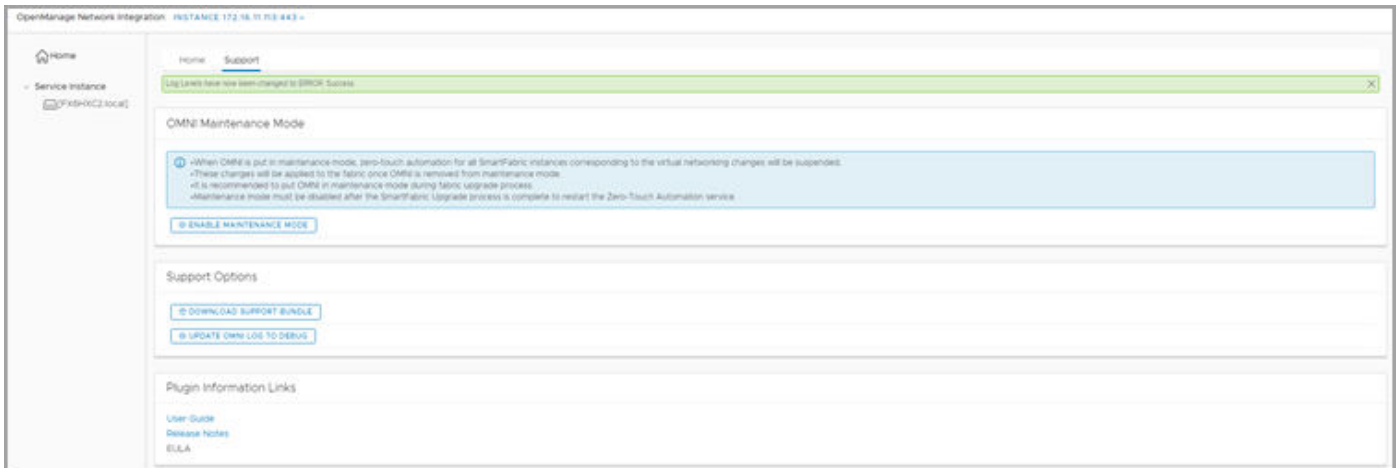 OpenManage Network Integration INSTANCE 172.16.11.113:443
Home
Service Instance
Home Support
Log Levels have now been changed to ERROR: Success
OMNI Maintenance Mode
•When OMNI is put in maintenance mode, zero-touch automation for all SmartFabric instances corresponding to the virtual networking changes will be suspended.
•These changes will be applied to the fabric once OMNI is removed from maintenance mode.
•It is recommended to put OMNI in maintenance mode during fabric upgrade process.
•Maintenance mode must be disabled after the SmartFabric Upgrade process is complete to restart the Zero-Touch Automation service
ENABLE MAINTENANCE MODE
Support Options
DOWNLOAD SUPPORT BUNDLE
UPDATE OMNI LOG TO DEBUG
Plugin Information Links
User Guide
Release Notes
EULA